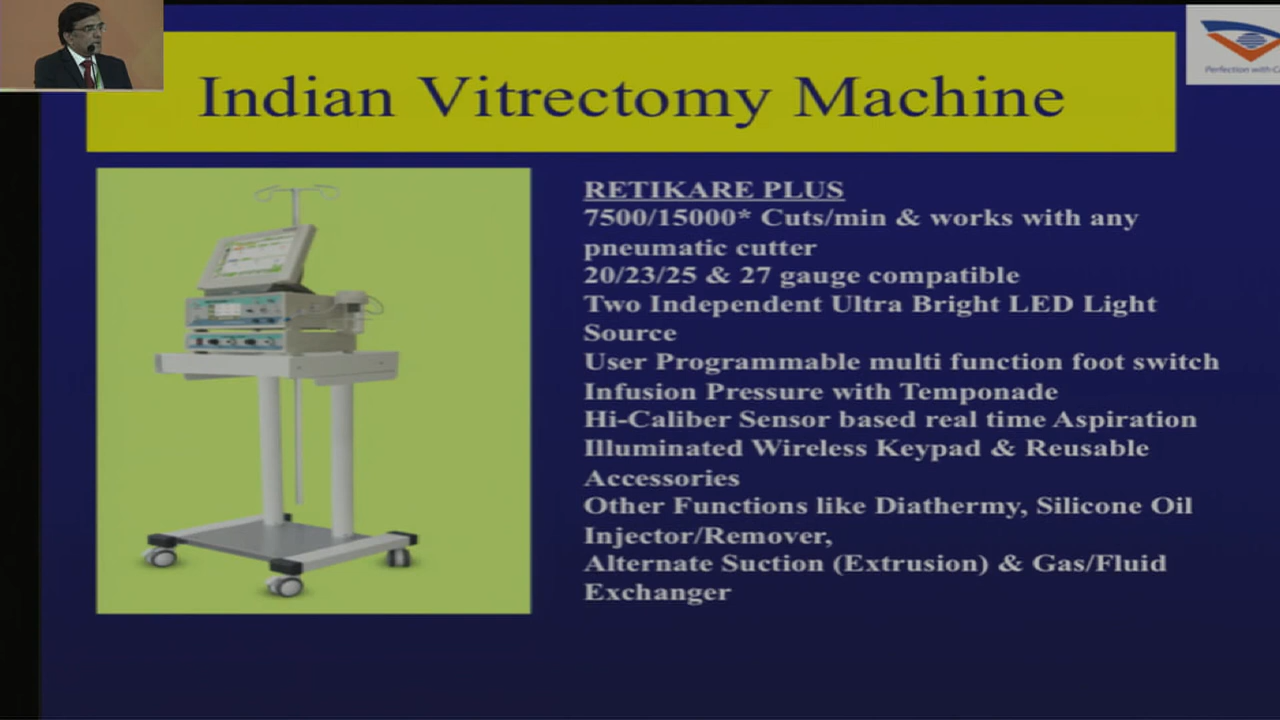 Indian Vitrectomy Machine
Perfection with
RETIKARE PLUS
7500/15000* Cuts/min & works with any
pneumatic cutter
20/23/25 & 27 gauge compatible
Two Independent Ultra Bright LED Light
Source
User Programmable multi function foot switch
Infusion Pressure with Temponade
Hi-Caliber Sensor based real time Aspiration
Illuminated Wireless Keypad & Reusable
Accessories
Other Functions like Diathermy, Silicone Oil
Injector/Remover,
Alternate Suction (Extrusion) & Gas/Fluid
Exchanger